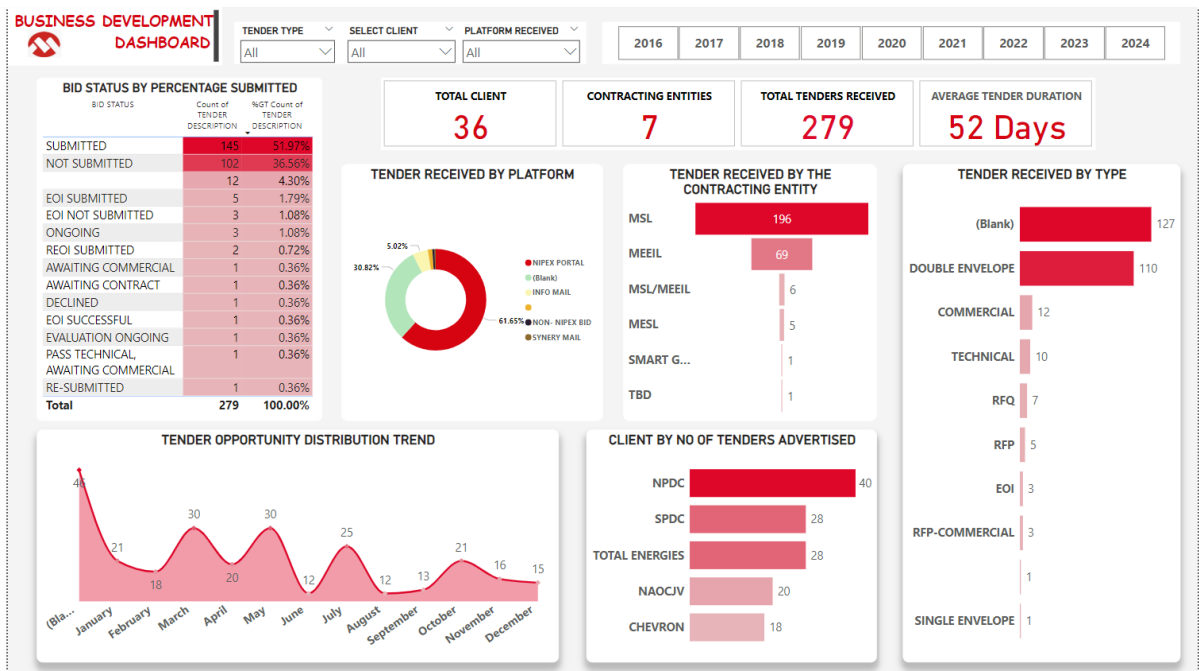 BUSINESS DEVELOPMENT
DASHBOARD
TENDER TYPE
All
SELECT CLIENT
All
PLATFORM RECEIVED
All
2016
2017
2018
2019
2020
2021
2022
2023
2024
BID STATUS BY PERCENTAGE SUBMITTED
BID STATUS
Count of
TENDER
DESCRIPTION
%GT Count of
TENDER
DESCRIPTION
SUBMITTED 145 51.97%
NOT SUBMITTED 102 36.56%
12 4.30%
EOI SUBMITTED 5 1.79%
EOI NOT SUBMITTED 3 1.08%
ONGOING 3 1.08%
REOI SUBMITTED 2 0.72%
AWAITING COMMERCIAL 1 0.36%
AWAITING CONTRACT 1 0.36%
DECLINED 1 0.36%
EOI SUCCESSFUL 1 0.36%
EVALUATION ONGOING 1 0.36%
PASS TECHNICAL, 1 0.36%
AWAITING COMMERCIAL
RE-SUBMITTED 1 0.36%
Total 279 100.00%
TOTAL CLIENT
36
CONTRACTING ENTITIES
7
TOTAL TENDERS RECEIVED
279
AVERAGE TENDER DURATION
52 Days
TENDER RECEIVED BY PLATFORM
5.02%
30.82%
61.65%
NIPEX PORTAL
(Blank)
INFO MAIL
NON- NIPEX BID
SYNERY MAIL
TENDER RECEIVED BY THE
CONTRACTING ENTITY
MSL 196
MEEIL 69
MSL/MEEIL 6
MESL 5
SMART G... 1
TBD 1
TENDER RECEIVED BY TYPE
(Blank) 127
DOUBLE ENVELOPE 110
COMMERCIAL 12
TECHNICAL 10
RFQ 7
RFP 5
EOI 3
RFP-COMMERCIAL 3
1
SINGLE ENVELOPE 1
TENDER OPPORTUNITY DISTRIBUTION TREND
46
21
18
30
20
30
12
25
12
13
21
16
15
(Bla...
January
February
March
April
May
June
July
August
September
October
November
December
CLIENT BY NO OF TENDERS ADVERTISED
NPDC 40
SPDC 28
TOTAL ENERGIES 28
NAOCJV 20
CHEVRON 18